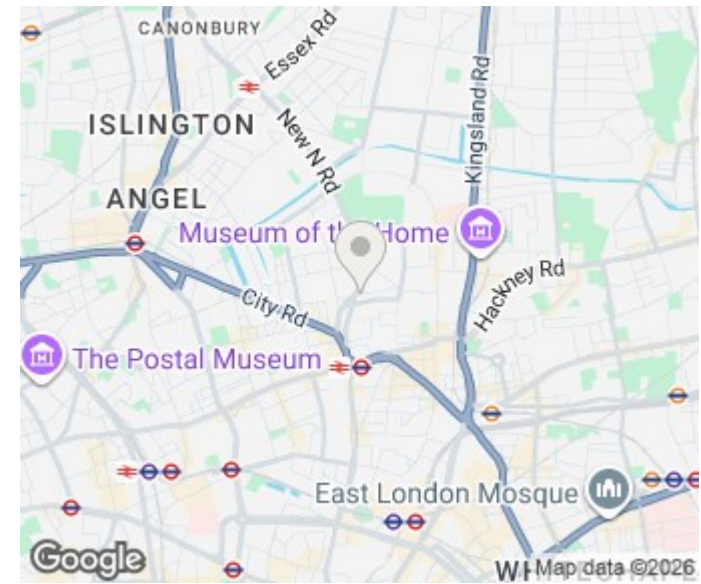 CANONBURY
Essex Rd
ISLINGTON
New N Rd
Kingsland Rd
ANGEL
Museum of the Home
Hackney Rd
City Rd
The Postal Museum
East London Mosque
Google
Map data ©2026